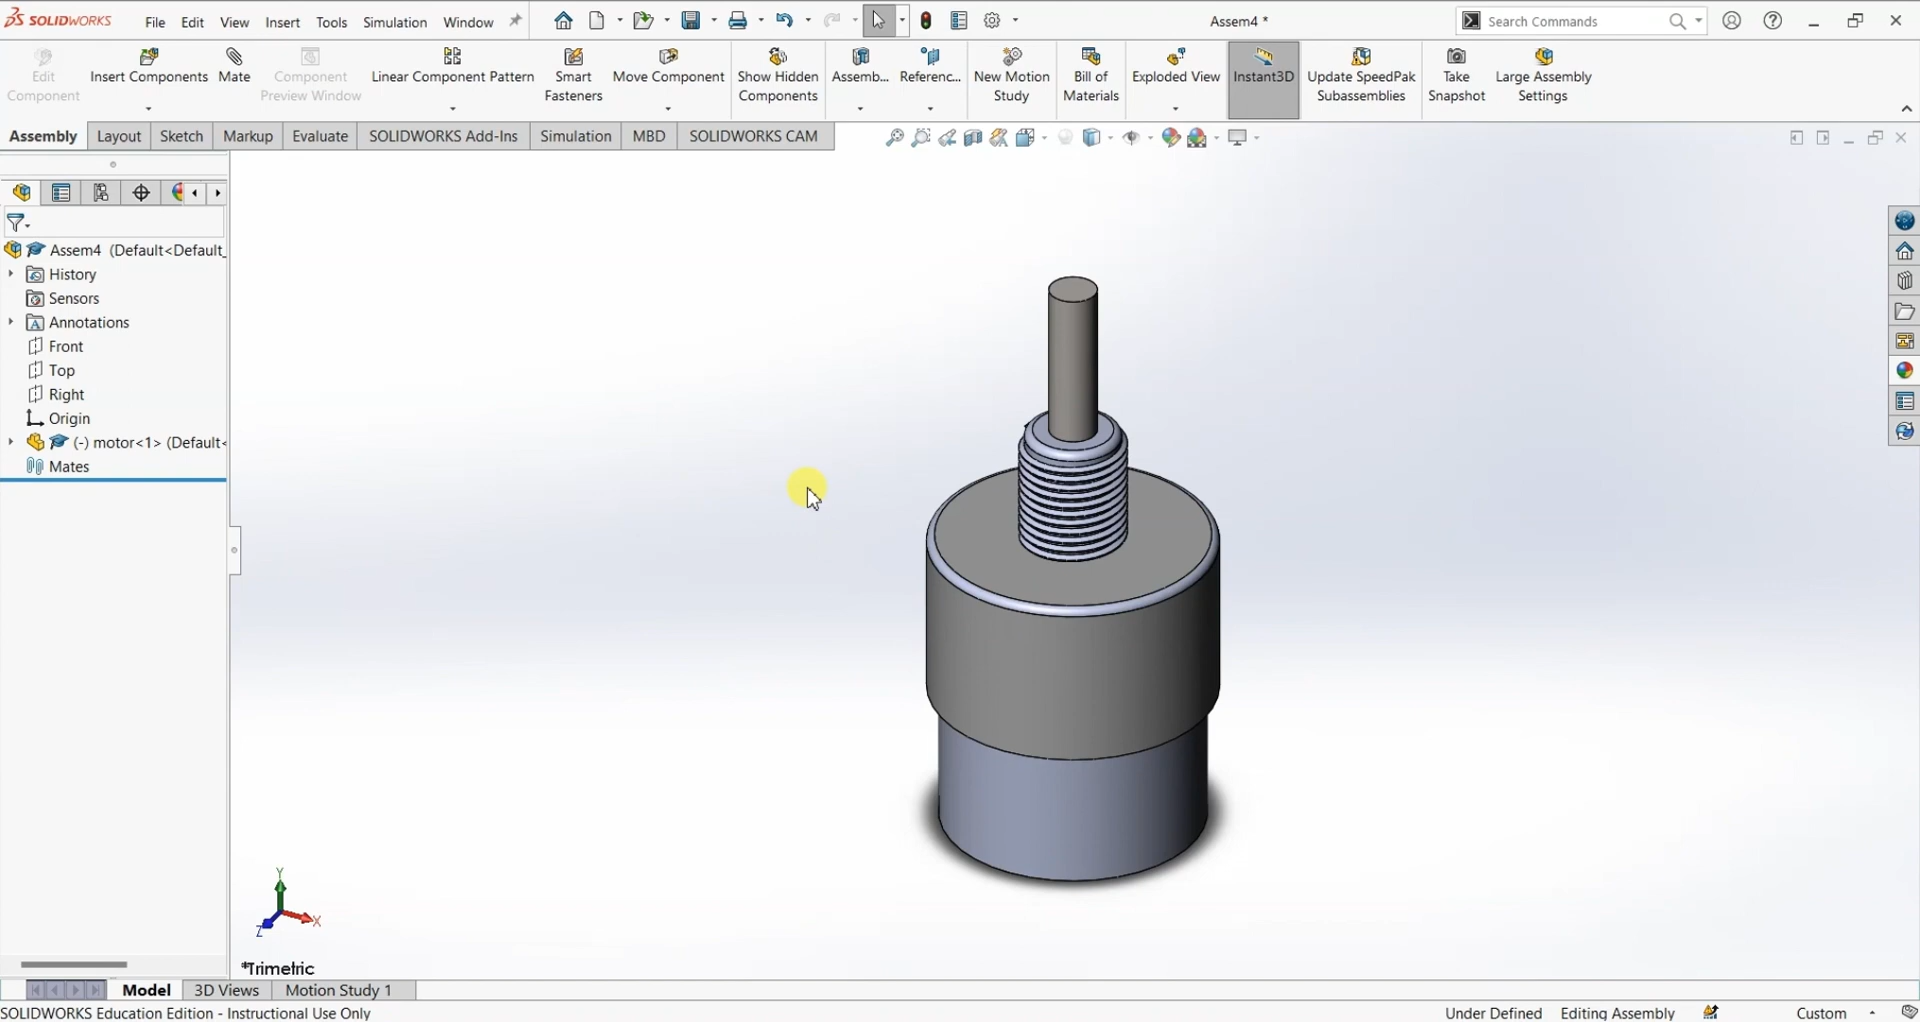 SOLIDWORKS File Edit View Insert Tools Simulation Window Assem4 * Search Commands
Edit Component
Insert Components
Mate
Component Preview Window
Linear Component Pattern
Smart Fasteners
Move Component
Show Hidden Components
Assemb...
Referenc...
New Motion Study
Bill of Materials
Exploded View
Instant3D
Update SpeedPak Subassemblies
Take Snapshot
Large Assembly Settings
Assembly Layout Sketch Markup Evaluate SOLIDWORKS Add-Ins Simulation MBD SOLIDWORKS CAM
Assem4 (Default<Default_
History
Sensors
Annotations
Front
Top
Right
Origin
(-) motor<1> (Default<
Mates
Y
X
Z
*Trimetric
Model 3D Views Motion Study 1
SOLIDWORKS Education Edition - Instructional Use Only Under Defined Editing Assembly Custom